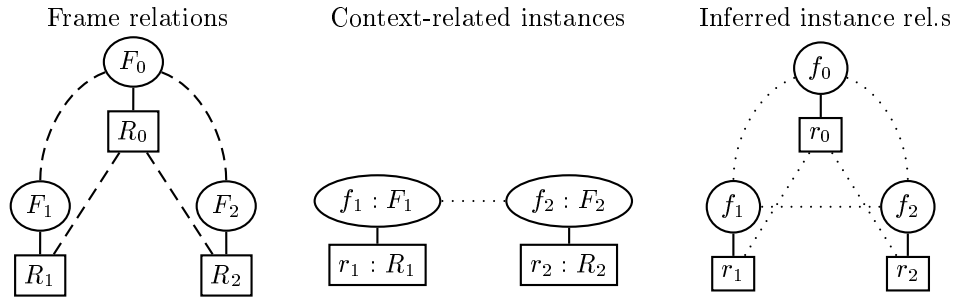 Frame relations
F₀
R₀
F₁ F₂
R₁ R₂
Context-related instances
f₁ : F₁ f₂ : F₂
r₁ : R₁ r₂ : R₂
Inferred instance rel.s
f₀
r₀
f₁ f₂
r₁ r₂